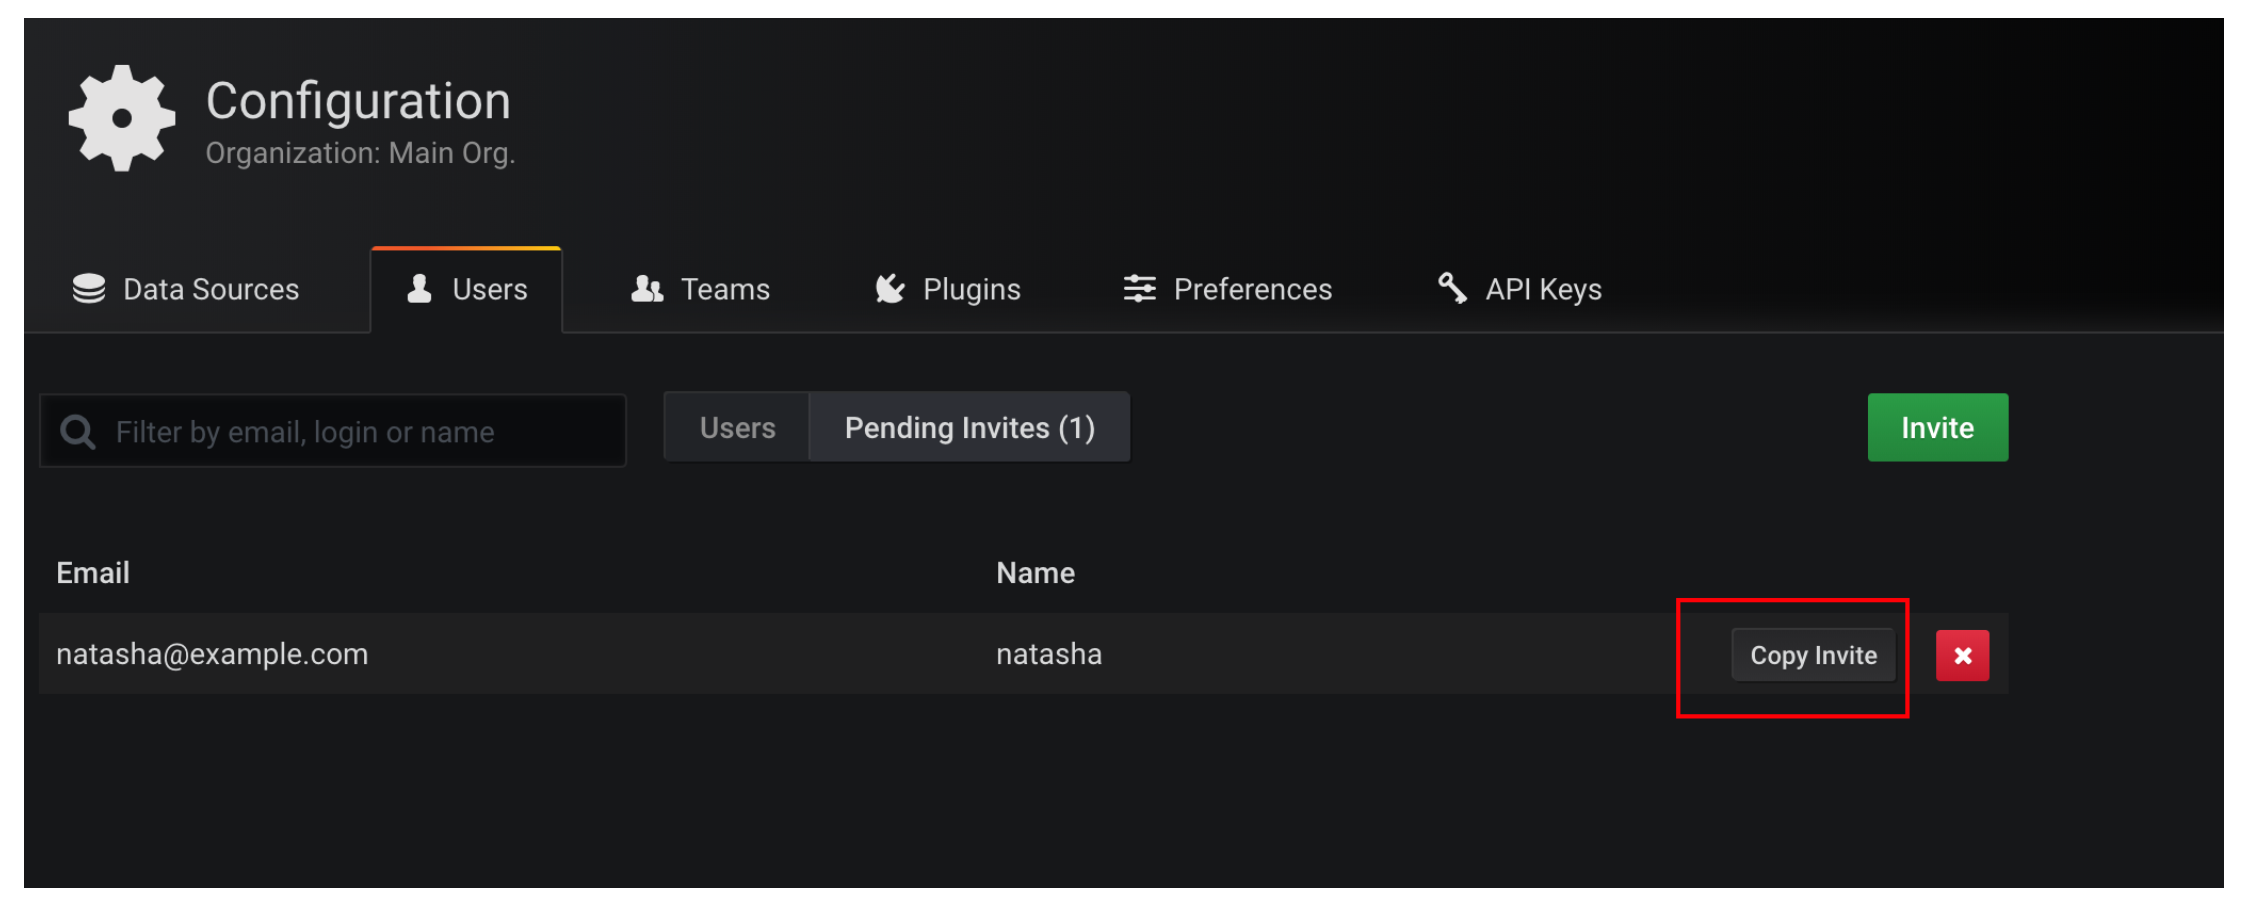 Configuration
Organization: Main Org.
Data Sources Users Teams Plugins Preferences API Keys
Filter by email, login or name Users Pending Invites (1) Invite
Email Name
natasha@example.com natasha Copy Invite